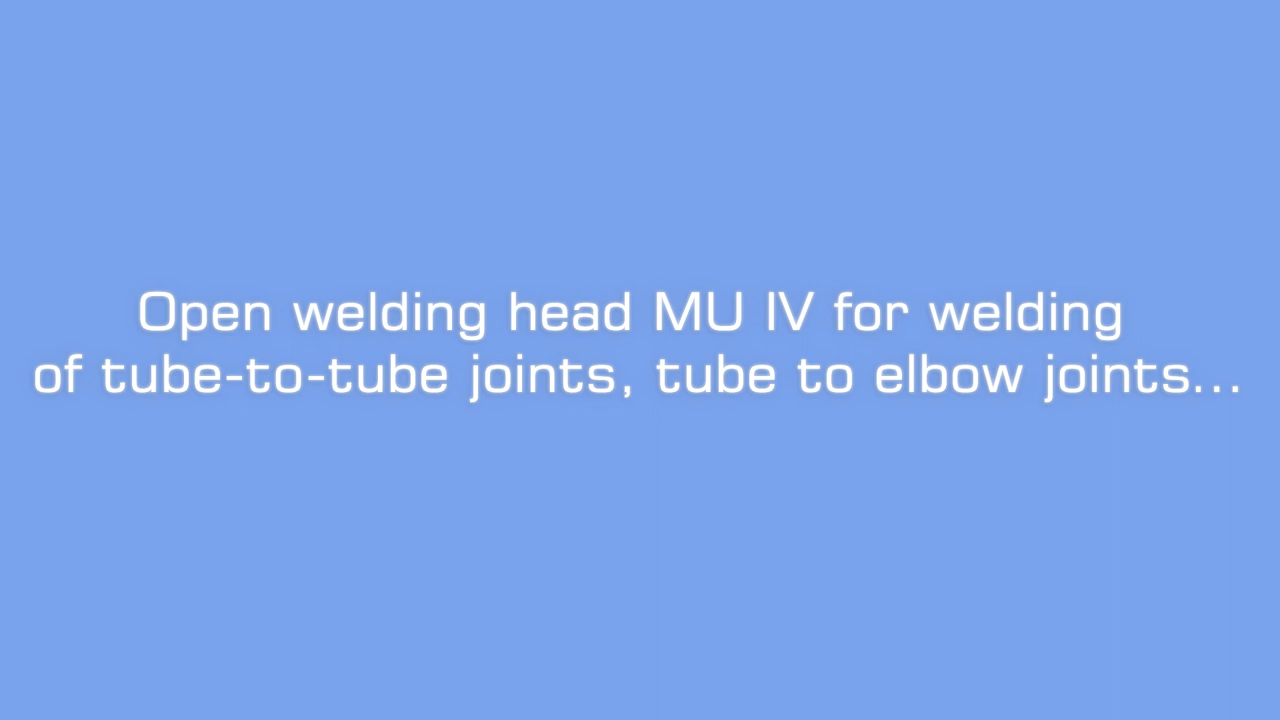 Open welding head MU IV for welding
of tube-to-tube joints, tube to elbow joints...